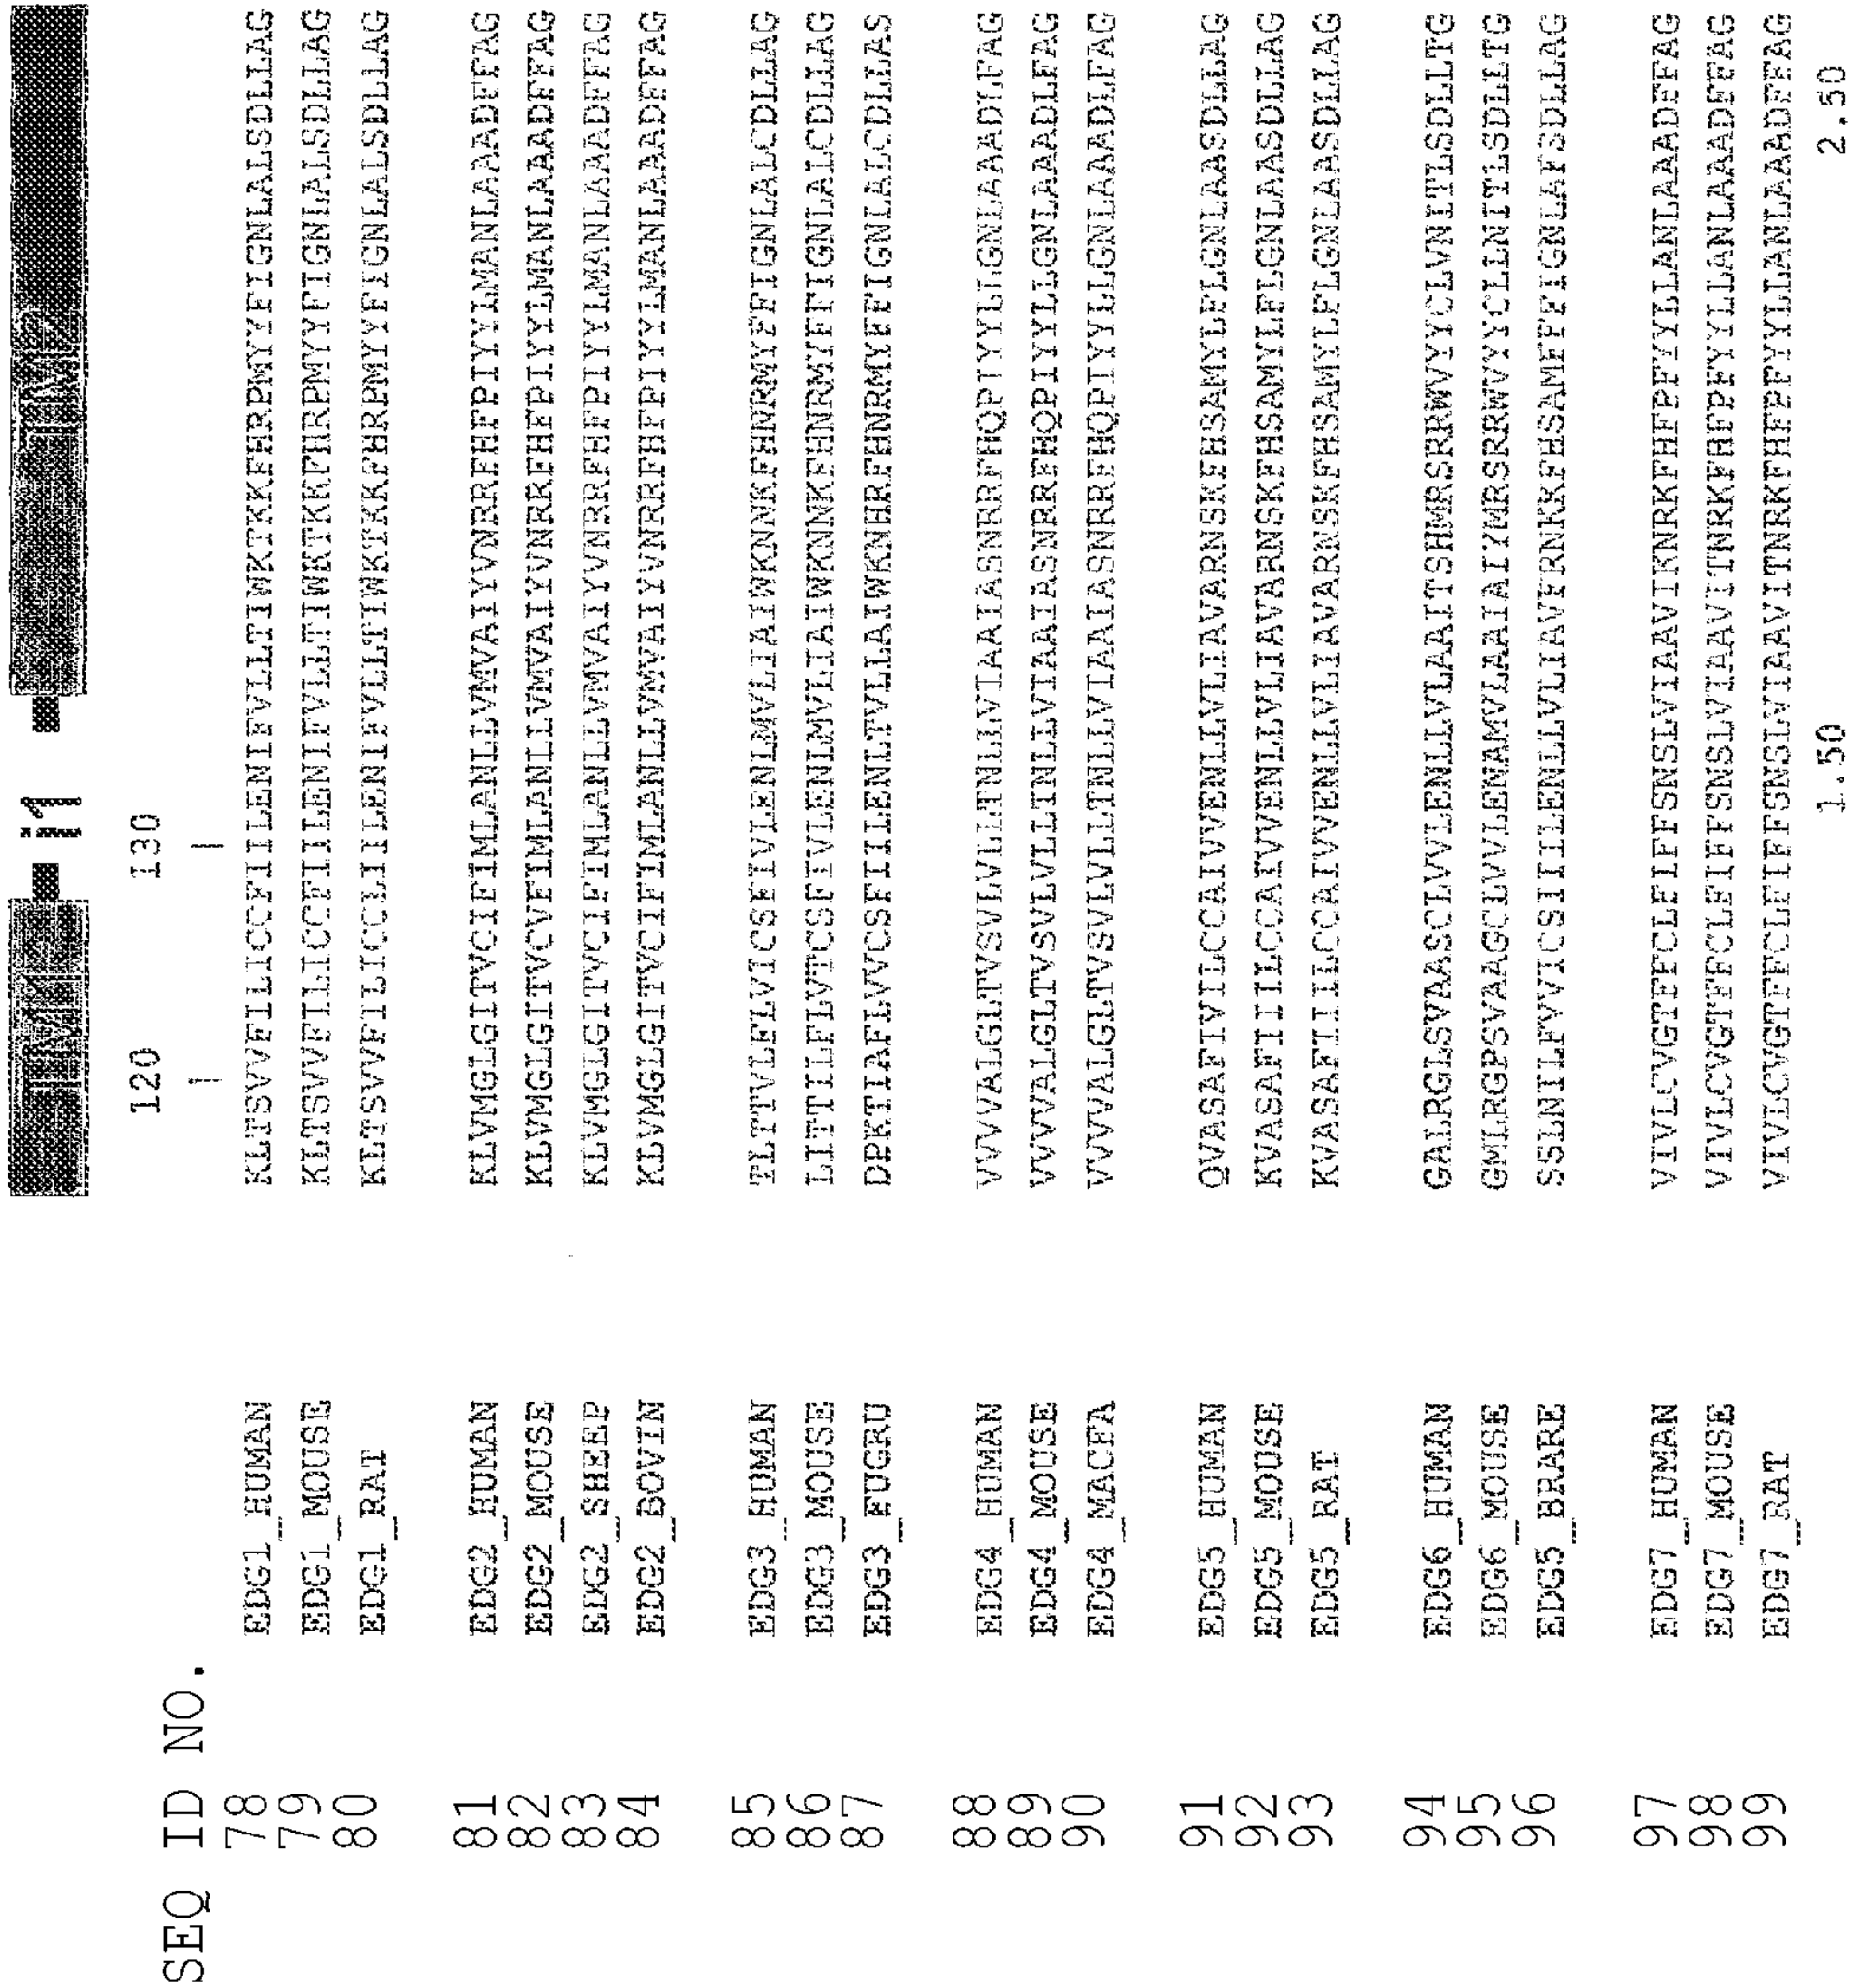 i1
120 130
SEQ ID NO.
78 EDG1_HUMAN KLTSVVFILICCFIILENIFVLLTIWKTKKFHRPMYYFIGNLALSDLLAG
79 EDG1_MOUSE KLTSVVFILICCFIILENIFVLLTIWKTKKFHRPMYYFIGNLALSDLLAG
80 EDG1_RAT KLTSVVFILICCLIILENIFVLLTIWKTKKFHRPMYYFIGNLALSDLLAG
81 EDG2_HUMAN KLVMGLGITVCIFIMLANLLVMVAIYVNRRFHFPIYYLMANLAAADFFAG
82 EDG2_MOUSE KLVMGLGITVCVFIMLANLLVMVAIYVNRRFHFPIYYLMANLAAADFFAG
83 EDG2_SHEEP KLVMGLGITVCIFIMLANLLVMVAIYVNRRFHFPIYYLMANLAAADFFAG
84 EDG2_BOVIN KLVMGLGITVCIFIMLANLLVMVAIYVNRRFHFPIYYLMANLAAADFFAG
85 EDG3_HUMAN TLTTVLFLVICSFIVLENLMVLIAIWKNNKFHNRMYFFIGNLALCDLLAG
86 EDG3_MOUSE LITTILFLVTCSFIVLENLMVLIAIWKNNKFHNRMYFFIGNLALCDLLAG
87 EDG3_FUGRU DPKTIAFLVVCSFIILENLTVLLAIWKNHRFHNRMYFFIGNLALCDLLAS
88 EDG4_HUMAN VVVVALGLTVSVLVLLTNLLVIAAIASNRRFHQPIYYLLGNLAAADLFAG
89 EDG4_MOUSE VVVVALGLTVSVLVLLTNLLVIAAIASNRRFHQPIYYLLGNLAAADLFAG
90 EDG4_MACFA VVVVALGLTVSVLVLLTNLLVIAAIASNRRFHQPIYYLLGNLAAADLFAG
91 EDG5_HUMAN QVASAFIVILCCAIVVENLLVLIAVARNSKFHSAMYLFLGNLAASDLLAG
92 EDG5_MOUSE KVASAFIIILCCAIVVENLLVLIAVARNSKFHSAMYLFLGNLAASDLLAG
93 EDG5_RAT KVASAFIIILCCAIVVENLLVLIAVARNSKFHSAMYLFLGNLAASDLLAG
94 EDG6_HUMAN GALRGLSVAASCLVVLENLLVLAAITSHMRSRRWVYYCLVNITLSDLLTG
95 EDG6_MOUSE GMLRGPSVAAGCLVVLENAMVLAAIAIYMRSRRWVYYCLLNITLSDLLTG
96 EDG5_BRARE SSLNILFVVICSIIILENLLVLIAVFRNKKFHSAMFFFIGNLAFSDLLAG
97 EDG7_HUMAN VIVLCVGTFFCLFIFFSNSLVIAAVIKNRKFHFPFYYLLANLAAADFFAG
98 EDG7_MOUSE VIVLCVGTFFCLFIFFSNSLVIAAVITNRKFHFPFYYLLANLAAADFFAG
99 EDG7_RAT VIVLCVGTFFCLFIFFSNSLVIAAVITNRKFHFPFYYLLANLAAADFFAG
1.50 2.50